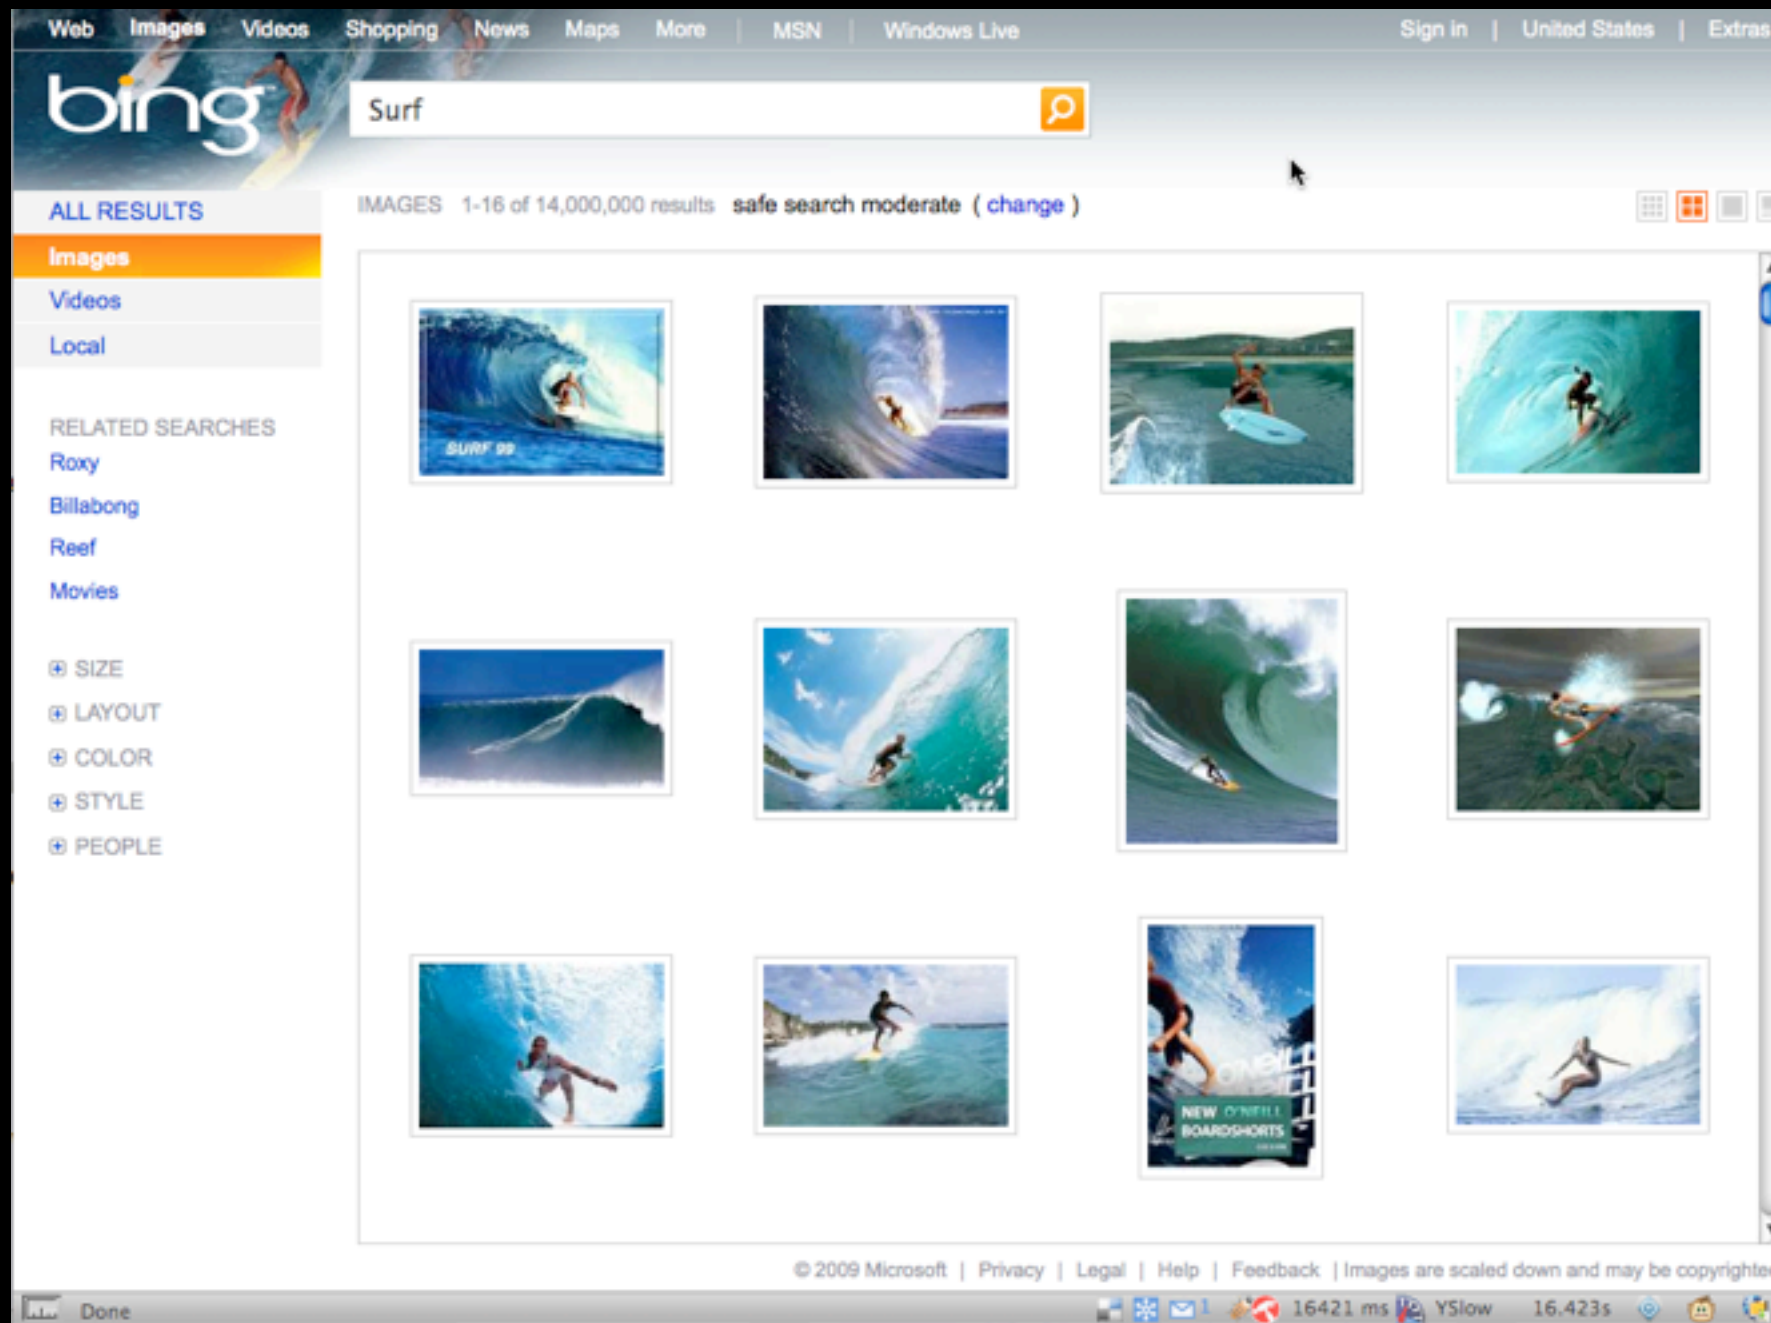 Web Images Videos Shopping News Maps More | MSN | Windows Live Sign in | United States | Extras
bing
Surf
ALL RESULTS
Images
Videos
Local
RELATED SEARCHES
Roxy
Billabong
Reef
Movies
SIZE
LAYOUT
COLOR
STYLE
PEOPLE
IMAGES 1-16 of 14,000,000 results safe search moderate ( change )
SURF 99
O'NEILL
NEW O'NEILL
BOARDSHORTS
© 2009 Microsoft | Privacy | Legal | Help | Feedback | Images are scaled down and may be copyrighted
Done 1 16421 ms YSlow 16.423s